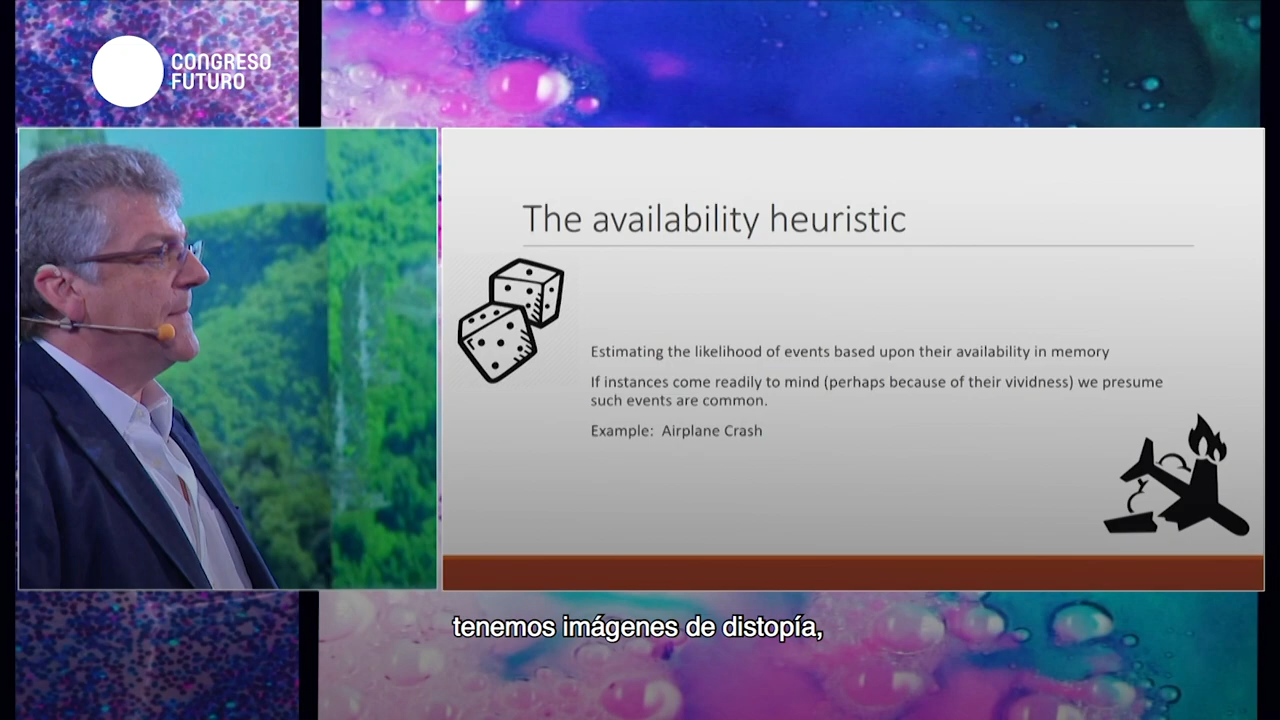 CONGRESO
FUTURO
The availability heuristic
Estimating the likelihood of events based upon their availability in memory
If instances come readily to mind (perhaps because of their vividness) we presume
such events are common.
Example: Airplane Crash
tenemos imágenes de distopía,